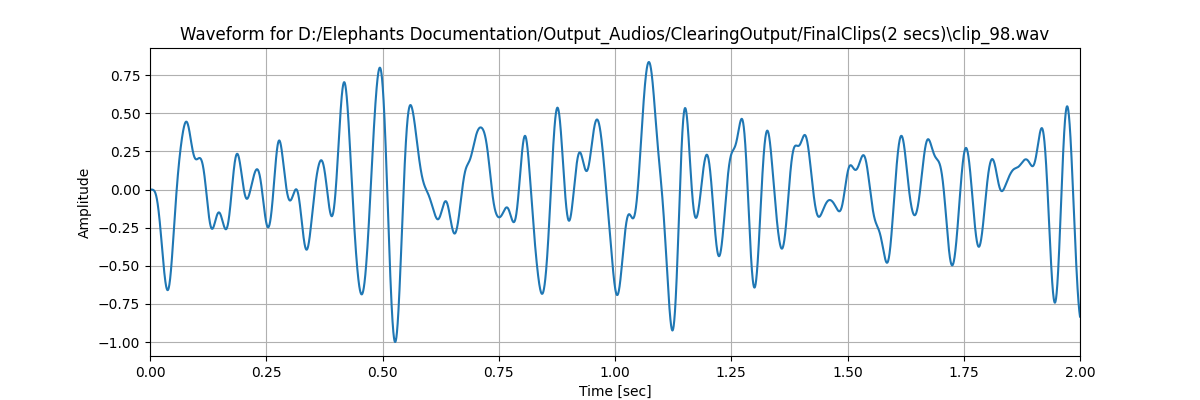 Waveform for D:/Elephants Documentation/Output_Audios/ClearingOutput/FinalClips(2 secs)\clip_98.wav
Amplitude
0.75
0.50
0.25
0.00
−0.25
−0.50
−0.75
−1.00
0.00 0.25 0.50 0.75 1.00 1.25 1.50 1.75 2.00
Time [sec]